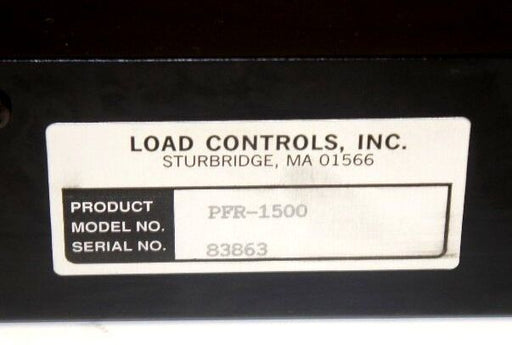 LOAD CONTROLS, INC.
STURBRIDGE, MA 01566
PRODUCT
MODEL NO. PFR-1500
SERIAL NO. 83863